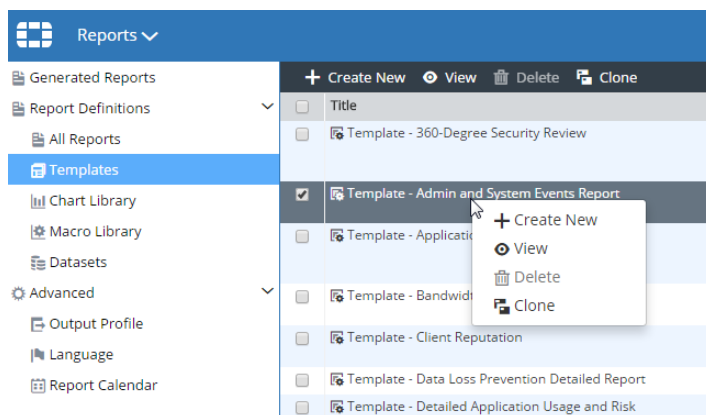 Reports
Generated Reports
Report Definitions
All Reports
Templates
Chart Library
Macro Library
Datasets
Advanced
Output Profile
Language
Report Calendar
Create New View Delete Clone
Title
Template - 360-Degree Security Review
Template - Admin and System Events Report
Template - Applicatio
Template - Bandwidt
Template - Client Reputation
Template - Data Loss Prevention Detailed Report
Template - Detailed Application Usage and Risk
Create New
View
Delete
Clone